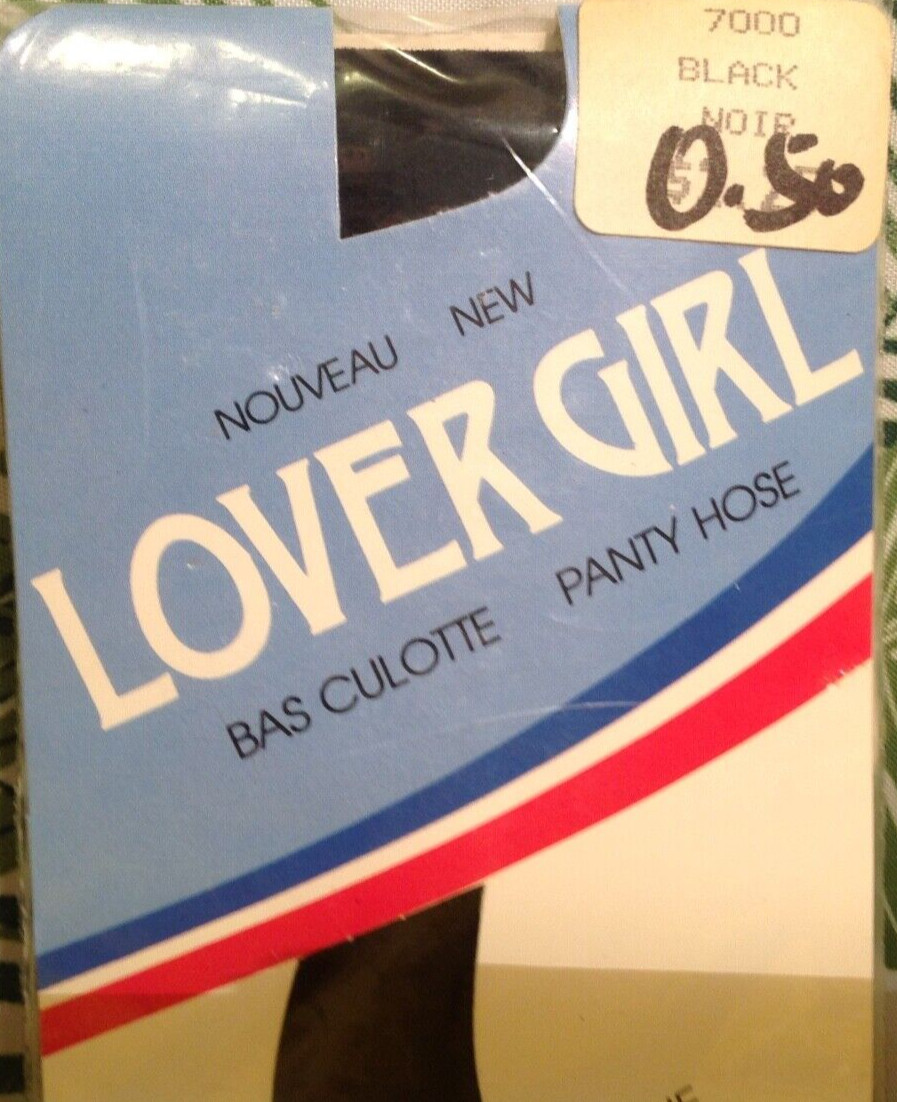 7000
BLACK
NOIR
0.50
NOUVEAU NEW
LOVER GIRL
BAS CULOTTE PANTY HOSE